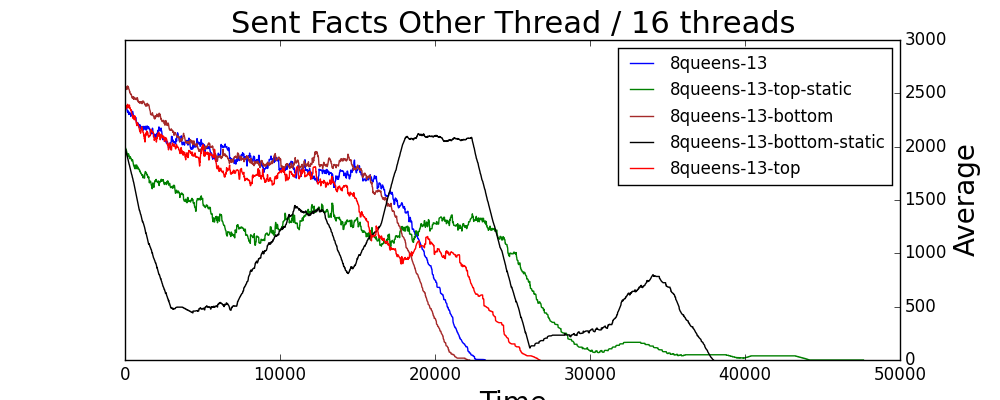 Sent Facts Other Thread / 16 threads
8queens-13
8queens-13-top-static
8queens-13-bottom
8queens-13-bottom-static
8queens-13-top
3000
2500
2000
1500
1000
500
0
Average
0 10000 20000 30000 40000 50000
Time